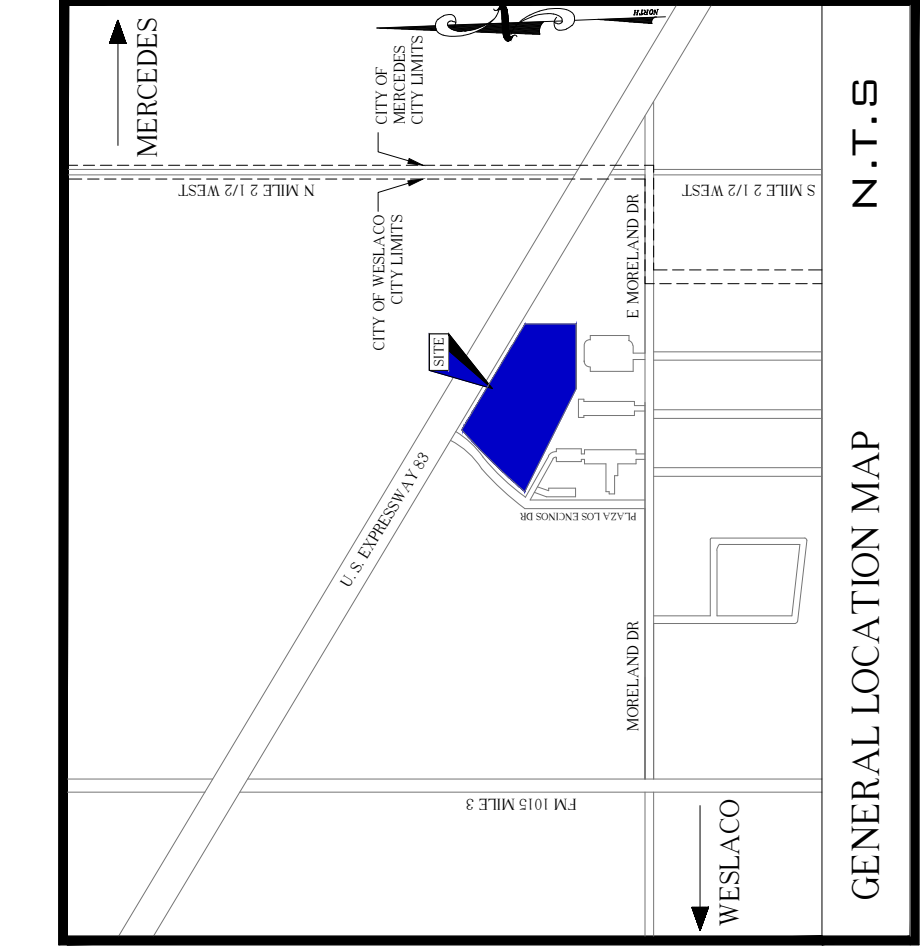 NORTH
MERCEDES
CITY OF
MERCEDES
CITY LIMITS
N MILE 2 1/2 WEST
S MILE 2 1/2 WEST
CITY OF WESLACO
CITY LIMITS
E MORELAND DR
SITE
U. S. EXPRESSWAY 83
PLAZA LOS ENCINOS DR
MORELAND DR
FM 1015 MILE 3
WESLACO
GENERAL LOCATION MAP
N.T.S